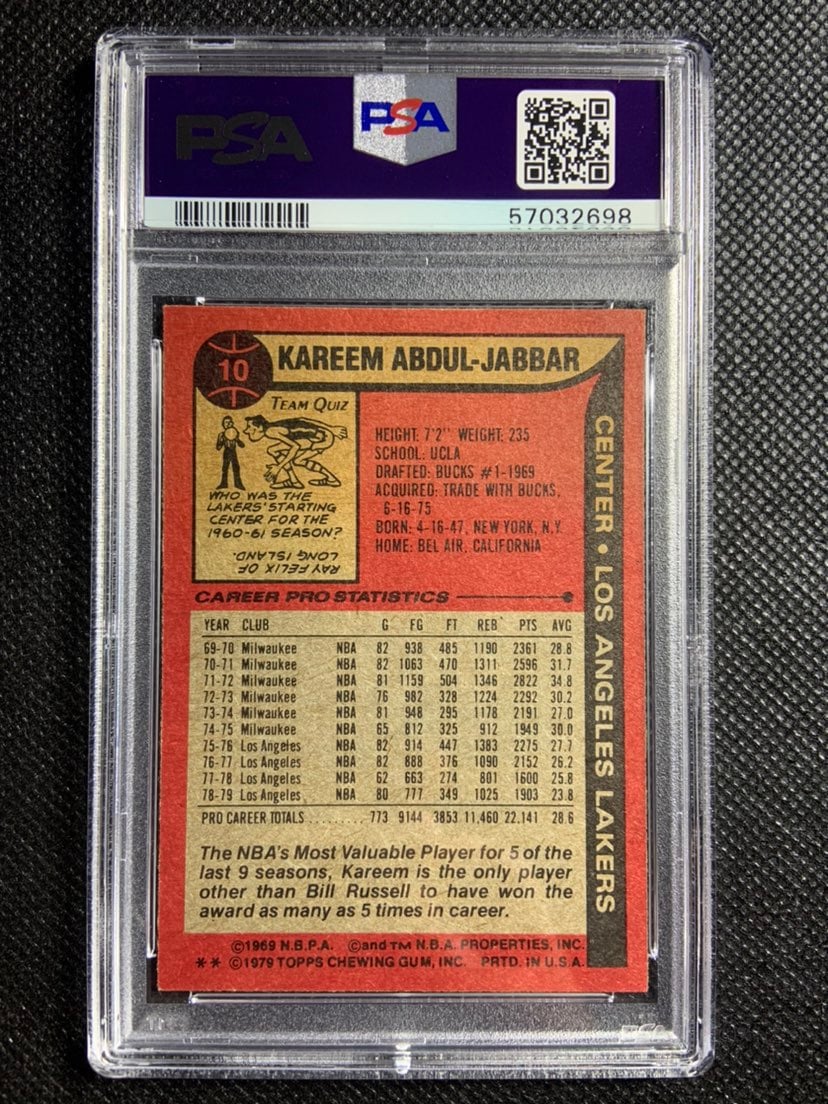 PSA
PSA
57032698
10
KAREEM ABDUL-JABBAR
TEAM QUIZ
WHO WAS THE
LAKERS' STARTING
CENTER FOR THE
1960-61 SEASON?
RAY FELIX OF
LONG ISLAND.
HEIGHT: 7'2" WEIGHT: 235
SCHOOL: UCLA
DRAFTED: BUCKS #1-1969
ACQUIRED: TRADE WITH BUCKS,
6-16-75
BORN: 4-16-47, NEW YORK, N.Y.
HOME: BEL AIR, CALIFORNIA
CENTER • LOS ANGELES LAKERS
CAREER PRO STATISTICS
YEAR CLUB G FG FT REB PTS AVG
69-70 Milwaukee NBA 82 938 485 1190 2361 28.8
70-71 Milwaukee NBA 82 1063 470 1311 2596 31.7
71-72 Milwaukee NBA 81 1159 504 1346 2822 34.8
72-73 Milwaukee NBA 76 982 328 1224 2292 30.2
73-74 Milwaukee NBA 81 948 295 1178 2191 27.0
74-75 Milwaukee NBA 65 812 325 912 1949 30.0
75-76 Los Angeles NBA 82 914 447 1383 2275 27.7
76-77 Los Angeles NBA 82 888 376 1090 2152 26.2
77-78 Los Angeles NBA 62 663 274 801 1600 25.8
78-79 Los Angeles NBA 80 777 349 1025 1903 23.8
PRO CAREER TOTALS ......... 773 9144 3853 11,460 22,141 28.6
The NBA's Most Valuable Player for 5 of the
last 9 seasons, Kareem is the only player
other than Bill Russell to have won the
award as many as 5 times in career.
©1969 N.B.P.A. ©and TM N.B.A. PROPERTIES, INC.
** ©1979 TOPPS CHEWING GUM, INC. PRTD. IN U.S.A.